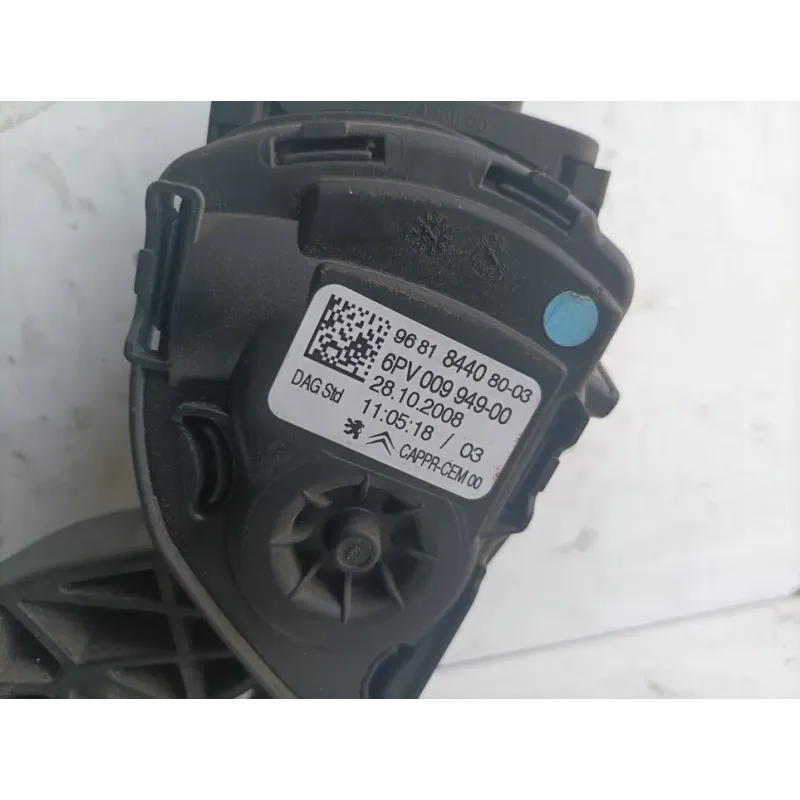 96 81 8440 80-03
6PV 009 949-00
28.10.2008
DAG Std
11:05:18 / 03
CAPPR-CEM 00